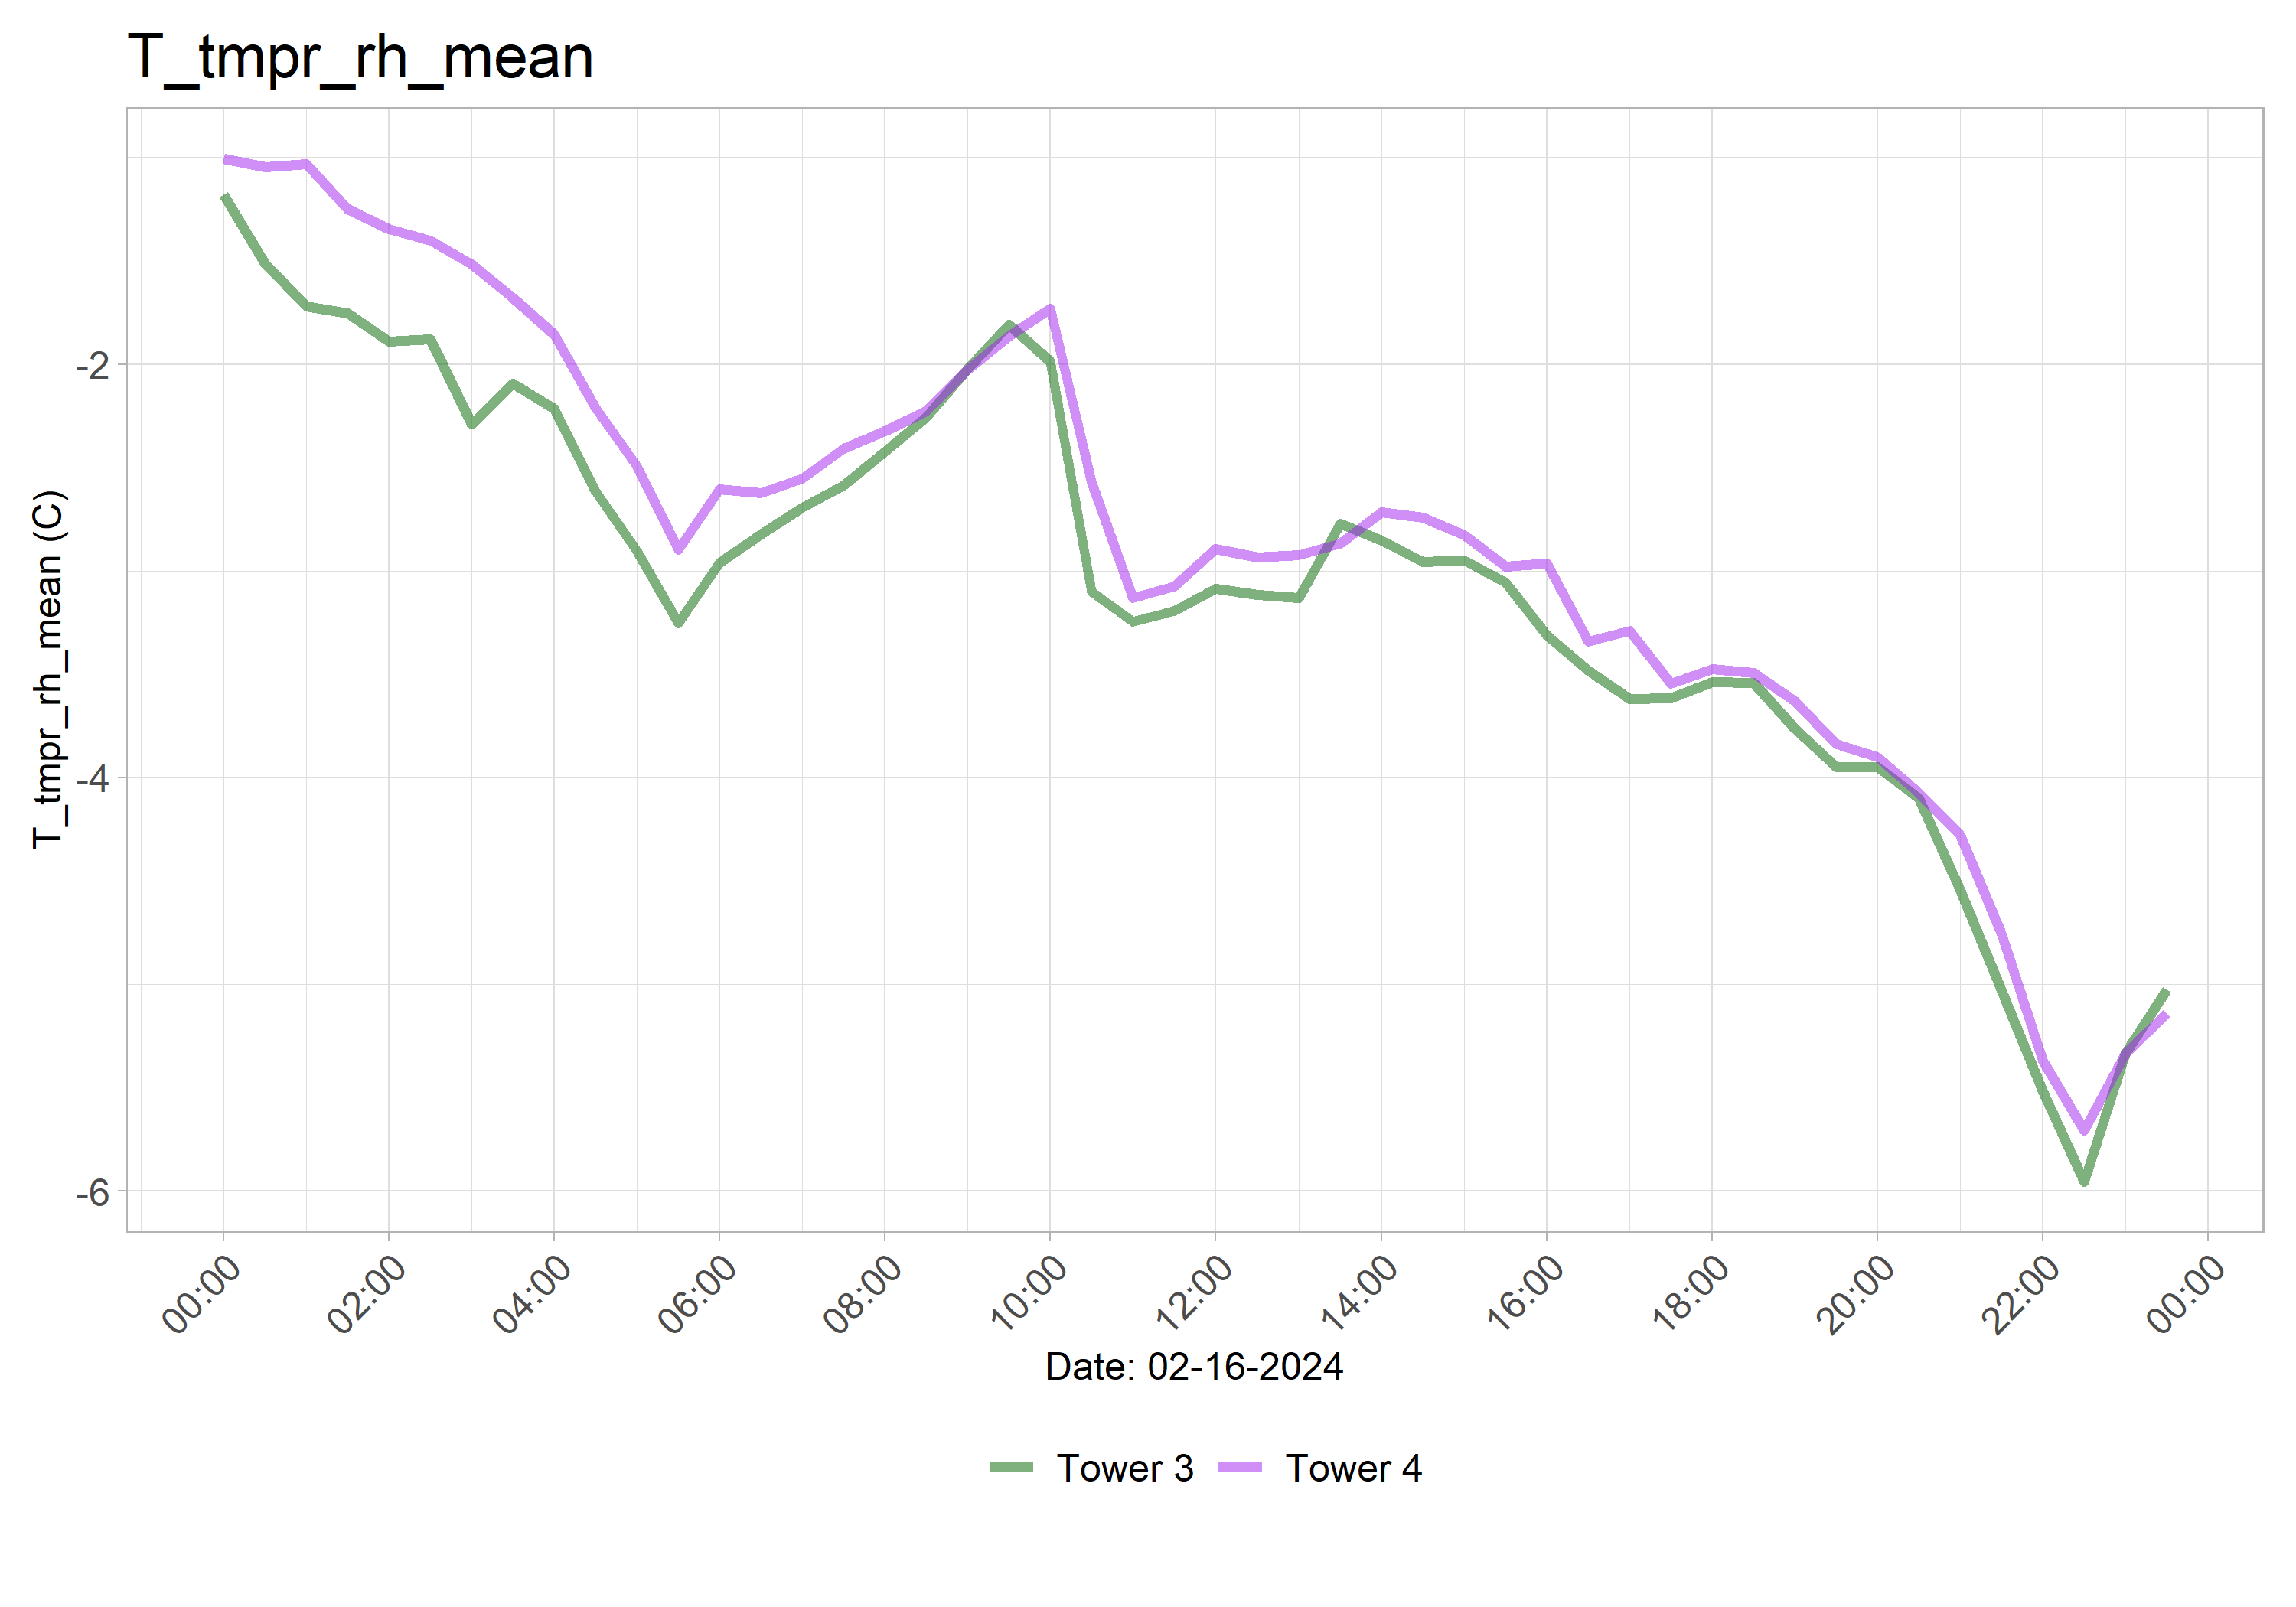 T_tmpr_rh_mean
T_tmpr_rh_mean (C)
-2
-4
-6
00:00 02:00 04:00 06:00 08:00 10:00 12:00 14:00 16:00 18:00 20:00 22:00 00:00
Date: 02-16-2024
Tower 3 Tower 4